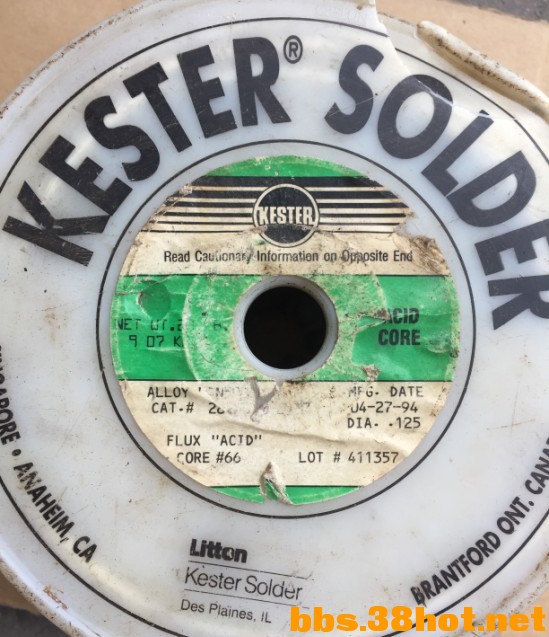 KESTER® SOLDER
KESTER
Read Cautionary Information on Opposite End
NET WT.
9 07 K
ACID
CORE
ALLOY
MFG. DATE
CAT.#
04-27-94
DIA. .125
FLUX "ACID"
CORE #66
LOT # 411357
ANAHEIM, CA
BRANTFORD ONT.
Litton
Kester Solder
Des Plaines, IL
bbs.38hot.net